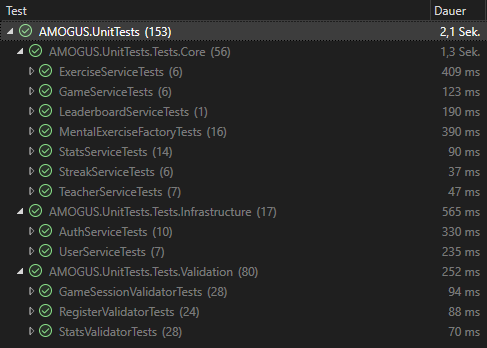 Test Dauer
AMOGUS.UnitTests (153) 2,1 Sek.
AMOGUS.UnitTests.Tests.Core (56) 1,3 Sek.
ExerciseServiceTests (6) 409 ms
GameServiceTests (6) 123 ms
LeaderboardServiceTests (1) 190 ms
MentalExerciseFactoryTests (16) 390 ms
StatsServiceTests (14) 90 ms
StreakServiceTests (6) 37 ms
TeacherServiceTests (7) 47 ms
AMOGUS.UnitTests.Tests.Infrastructure (17) 565 ms
AuthServiceTests (10) 330 ms
UserServiceTests (7) 235 ms
AMOGUS.UnitTests.Tests.Validation (80) 252 ms
GameSessionValidatorTests (28) 94 ms
RegisterValidatorTests (24) 88 ms
StatsValidatorTests (28) 70 ms